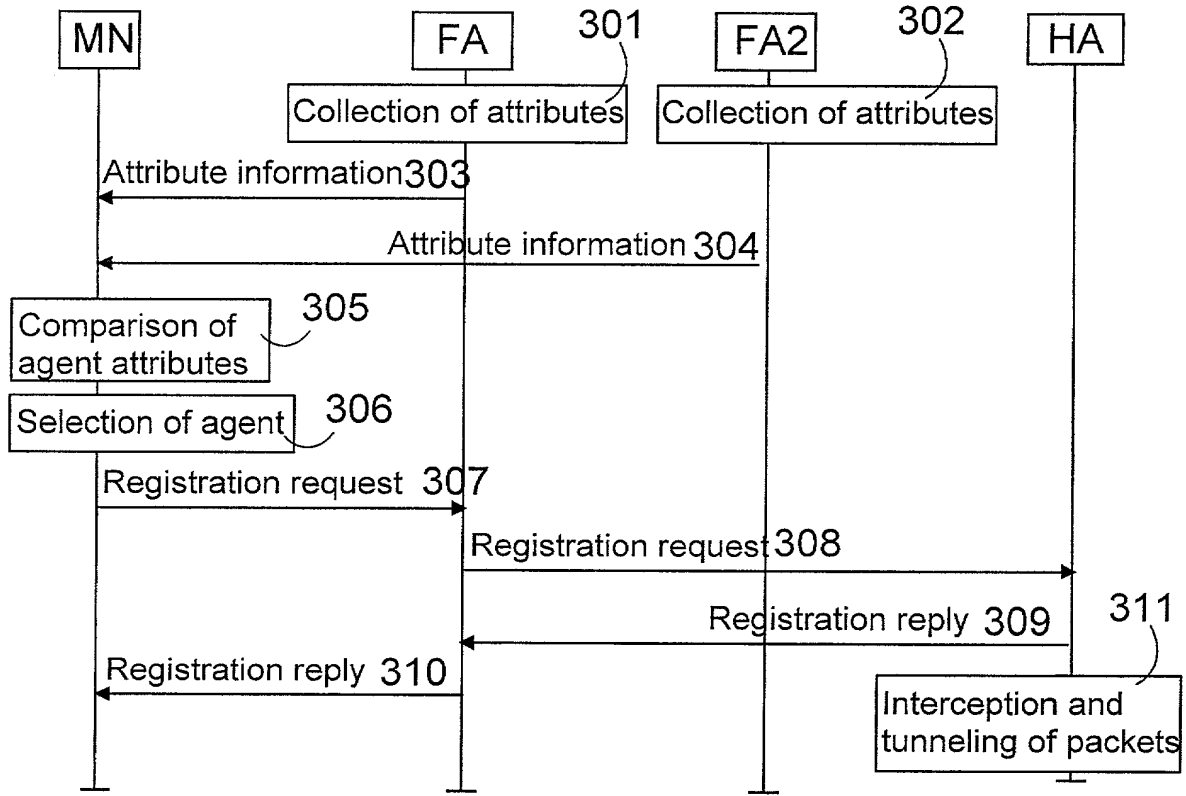 MN
FA
301
FA2
302
HA
Collection of attributes
Collection of attributes
Attribute information 303
Attribute information 304
305
Comparison of
agent attributes
306
Selection of agent
Registration request 307
Registration request 308
Registration reply 309
311
Registration reply 310
Interception and
tunneling of packets